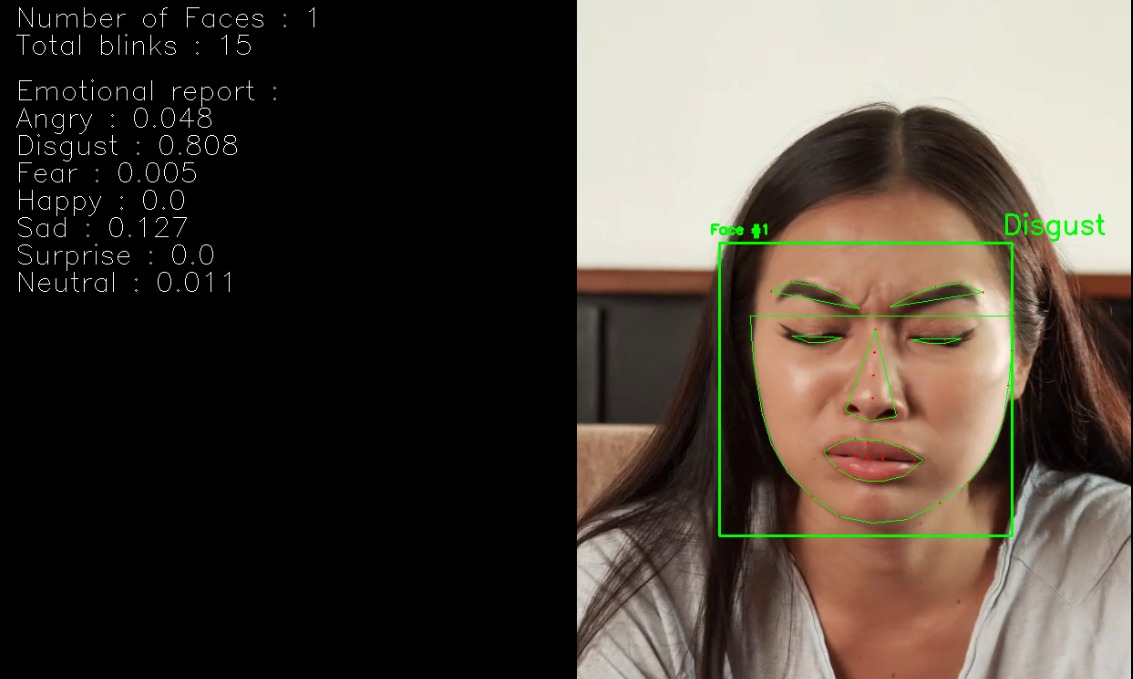 Number of Faces : 1
Total blinks : 15
Emotional report :
Angry : 0.048
Disgust : 0.808
Fear : 0.005
Happy : 0.0
Sad : 0.127
Surprise : 0.0
Neutral : 0.011
Face #1
Disgust